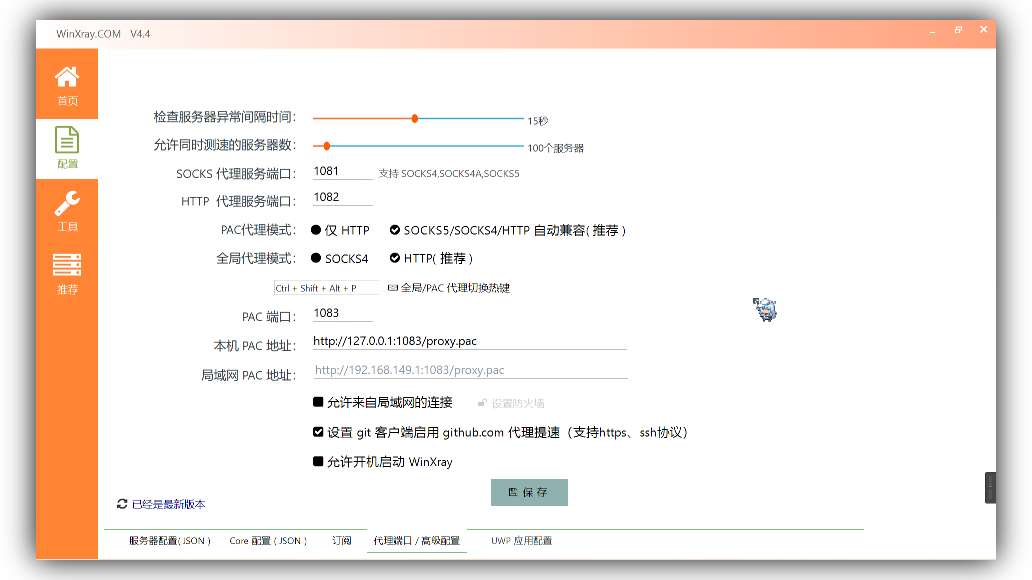 WinXray.COM V4.4
首页
配置
工具
推荐
检查服务器异常间隔时间： 15秒
允许同时测速的服务器数： 100个服务器
SOCKS 代理服务端口： 1081 支持 SOCKS4,SOCKS4A,SOCKS5
HTTP 代理服务端口： 1082
PAC代理模式： 仅 HTTP SOCKS5/SOCKS4/HTTP 自动兼容( 推荐 )
全局代理模式： SOCKS4 HTTP( 推荐 )
Ctrl + Shift + Alt + P 全局/PAC 代理切换热键
PAC 端口： 1083
本机 PAC 地址： http://127.0.0.1:1083/proxy.pac
局域网 PAC 地址： http://192.168.149.1:1083/proxy.pac
允许来自局域网的连接 设置防火墙
设置 git 客户端启用 github.com 代理提速（支持https、ssh协议）
允许开机启动 WinXray
保 存
已经是最新版本
服务器配置( JSON ) Core 配置 ( JSON ) 订阅 代理端口 / 高级配置 UWP 应用配置